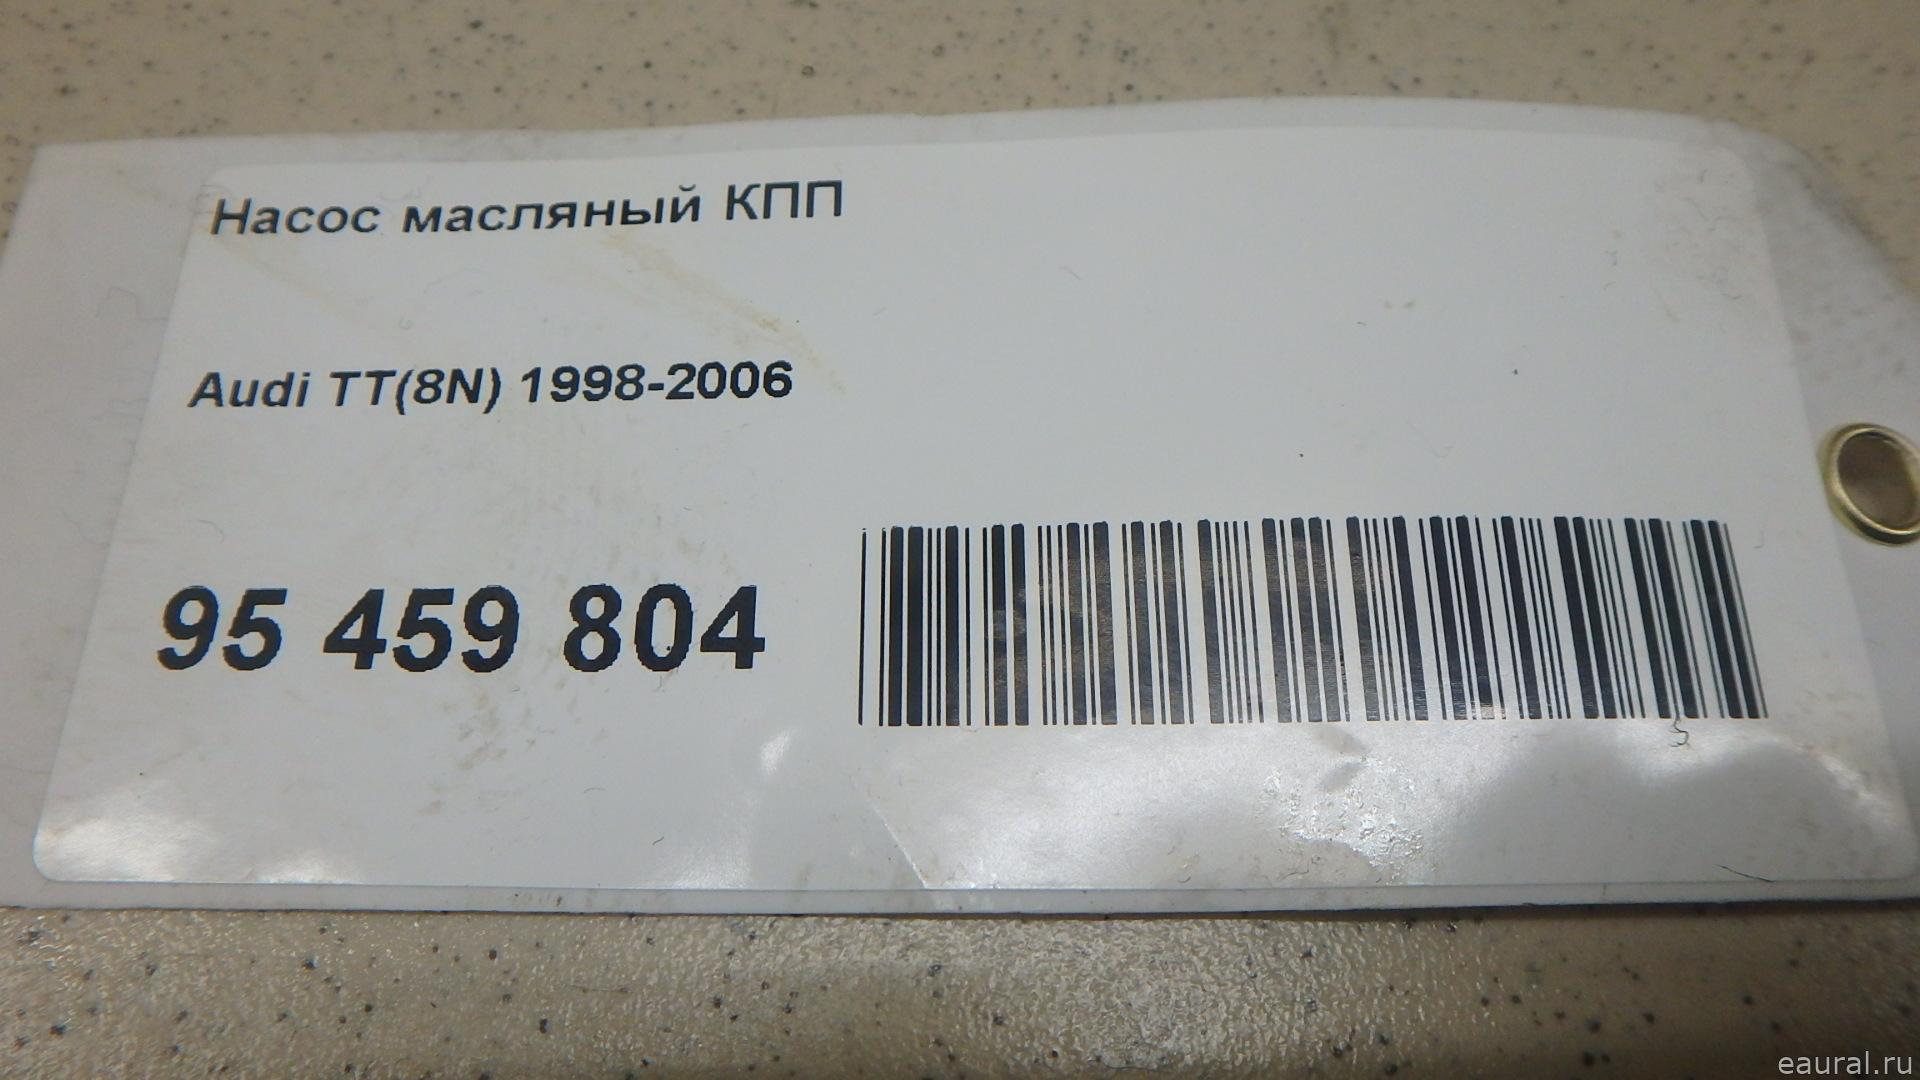 Насос масляный КПП
Audi TT(8N) 1998-2006
95 459 804
eaural.ru